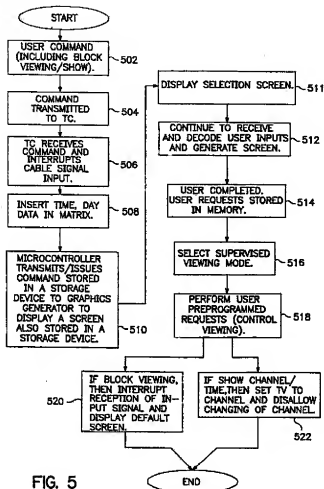 START
USER COMMAND
(INCLUDING BLOCK
VIEWING/SHOW).
502
COMMAND
TRANSMITTED
TO TC.
504
TC RECEIVES
COMMAND AND
INTERRUPTS
CABLE SIGNAL
INPUT.
506
INSERT TIME, DAY
DATA IN MATRIX.
508
MICROCONTROLLER
TRANSMITS/ISSUES
COMMAND STORED
IN A STORAGE
DEVICE TO GRAPHICS
GENERATOR TO
DISPLAY A SCREEN
ALSO STORED IN A
STORAGE DEVICE.
510
DISPLAY SELECTION SCREEN.
511
CONTINUE TO RECEIVE
AND DECODE USER INPUTS
AND GENERATE SCREEN.
512
USER COMPLETED.
USER REQUESTS STORED
IN MEMORY.
514
SELECT SUPERVISED
VIEWING MODE.
516
PERFORM USER
PREPROGRAMMED
REQUESTS (CONTROL
VIEWING).
518
520
IF BLOCK VIEWING,
THEN INTERRUPT
RECEPTION OF IN-
PUT SIGNAL AND
DISPLAY DEFAULT
SCREEN.
IF SHOW CHANNEL/
TIME,THEN SET TV TO
CHANNEL AND DISALLOW
CHANGING OF CHANNEL.
522
END
FIG. 5